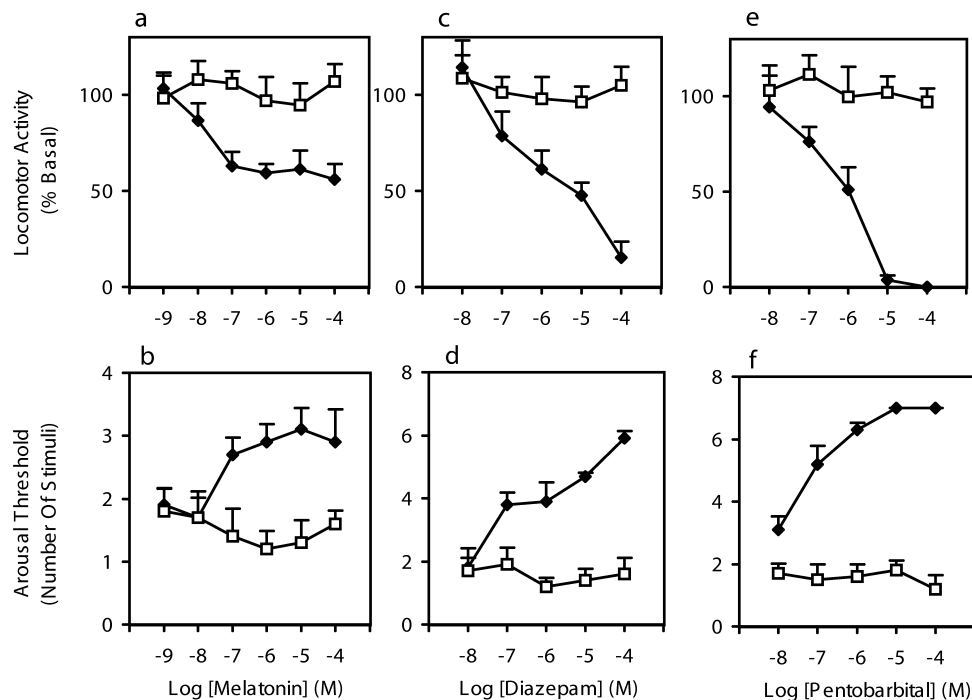 a
c
e
Locomotor Activity
(% Basal)
100
50
0
100
50
0
100
50
0
-9 -8 -7 -6 -5 -4
-8 -7 -6 -5 -4
-8 -7 -6 -5 -4
b
d
f
Arousal Threshold
(Number Of Stimuli)
4
3
2
1
0
8
6
4
2
0
8
6
4
2
0
-9 -8 -7 -6 -5 -4
-8 -7 -6 -5 -4
-8 -7 -6 -5 -4
Log [Melatonin] (M)
Log [Diazepam] (M)
Log [Pentobarbital] (M)